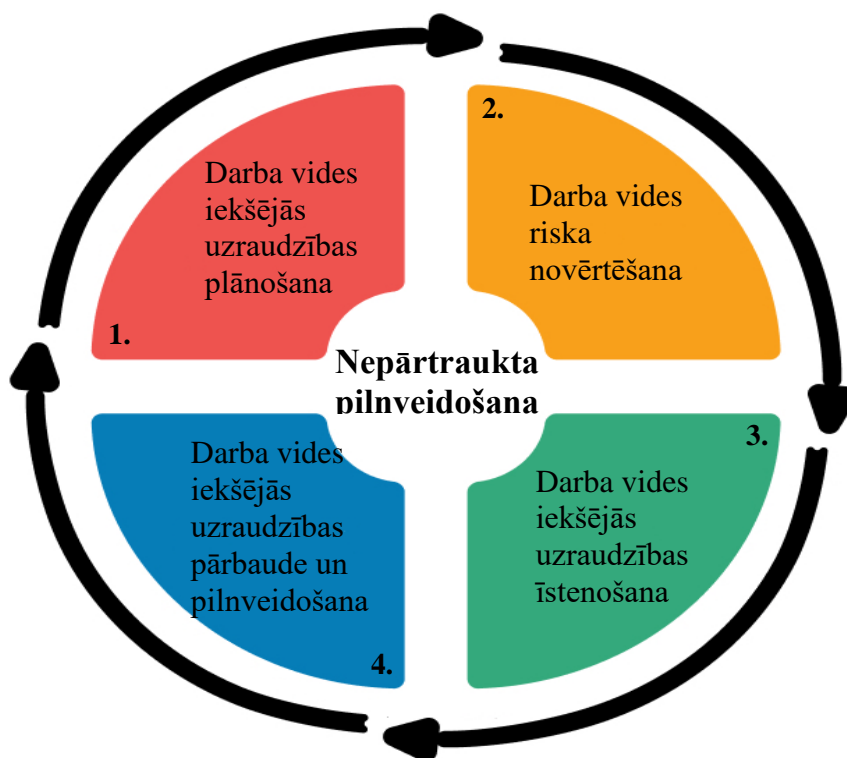 1.
Darba vides
iekšējās
uzraudzības
plānošana
2.
Darba vides
riska
novērtēšana
3.
Darba vides
iekšējās
uzraudzības
īstenošana
4.
Darba vides
iekšējās
uzraudzības
pārbaude un
pilnveidošana
Nepārtraukta
pilnveidošana